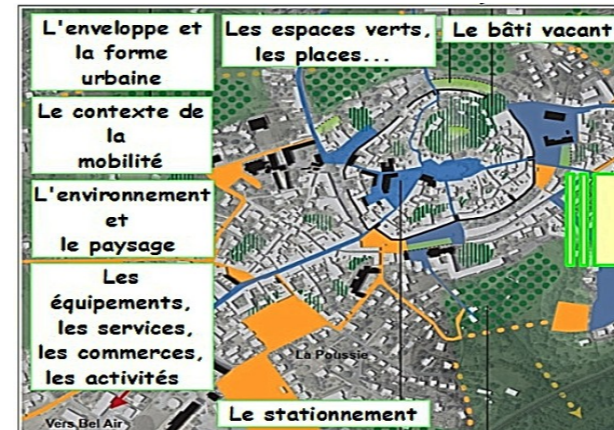 L'enveloppe et
la forme
urbaine
Les espaces verts,
les places...
Le bâti vacant
Le contexte de
la
mobilité
L'environnement
et
le paysage
Les
équipements,
les services,
les commerces,
les activités
La Poussie
Le stationnement
Vers Bel Air